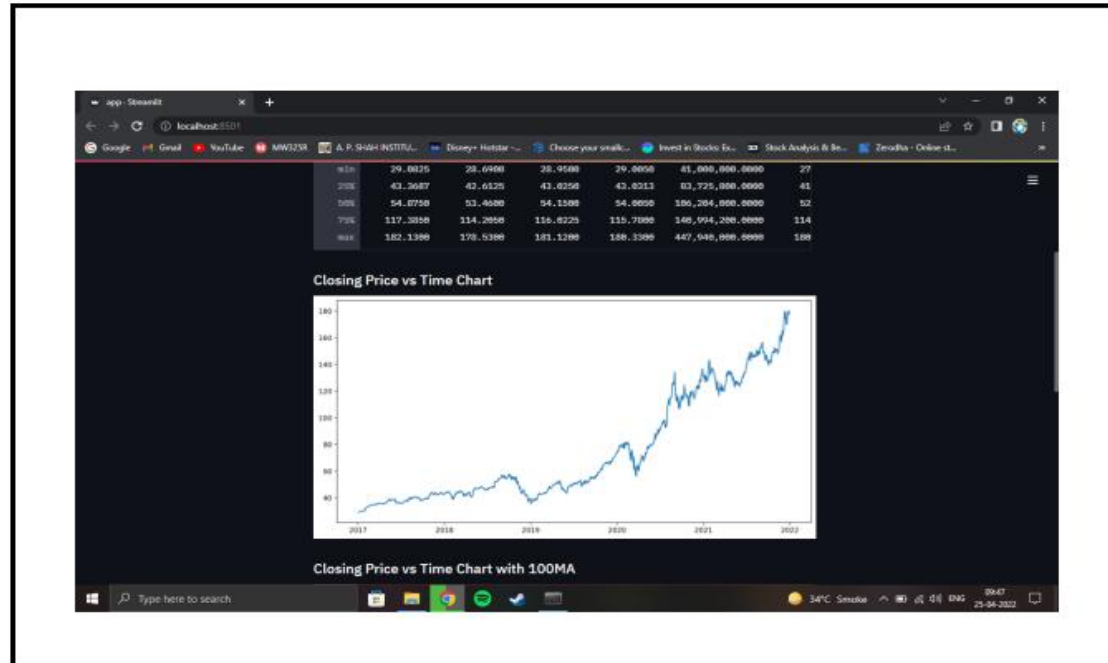 app · Streamlit
localhost:8501
Google Gmail YouTube MW325R A. P. SHAH INSTITU... Disney+ Hotstar -... Choose your smallc... Invest in Stocks: Ex... Stock Analysis & Be... Zerodha - Online st...
min 29.0025 28.6900 28.9500 29.0050 41,000,000.0000 27
25% 43.3687 42.6125 43.0250 43.0213 83,725,800.0000 41
50% 54.8750 53.4600 54.1500 54.0050 106,204,000.0000 52
75% 117.3850 114.2050 116.0225 115.7800 140,994,200.0000 114
max 182.1300 178.5300 181.1200 180.3300 447,940,000.0000 180
Closing Price vs Time Chart
180
160
140
120
100
80
60
40
2017 2018 2019 2020 2021 2022
Closing Price vs Time Chart with 100MA
Type here to search
34°C Smoke ENG 09:47
25-04-2022